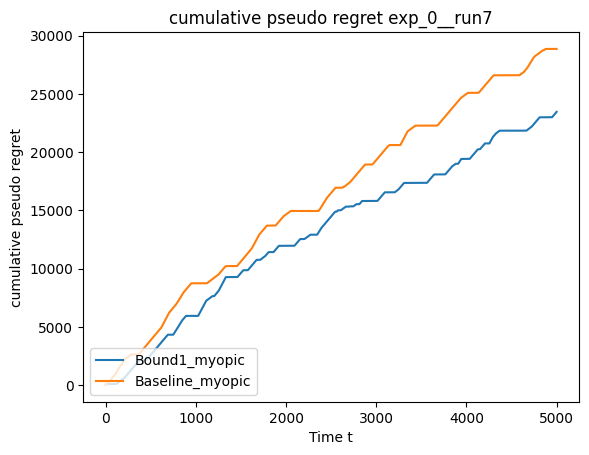 cumulative pseudo regret exp_0__run7
30000
25000
20000
15000
10000
5000
0
cumulative pseudo regret
Bound1_myopic
Baseline_myopic
0
1000
2000
3000
4000
5000
Time t